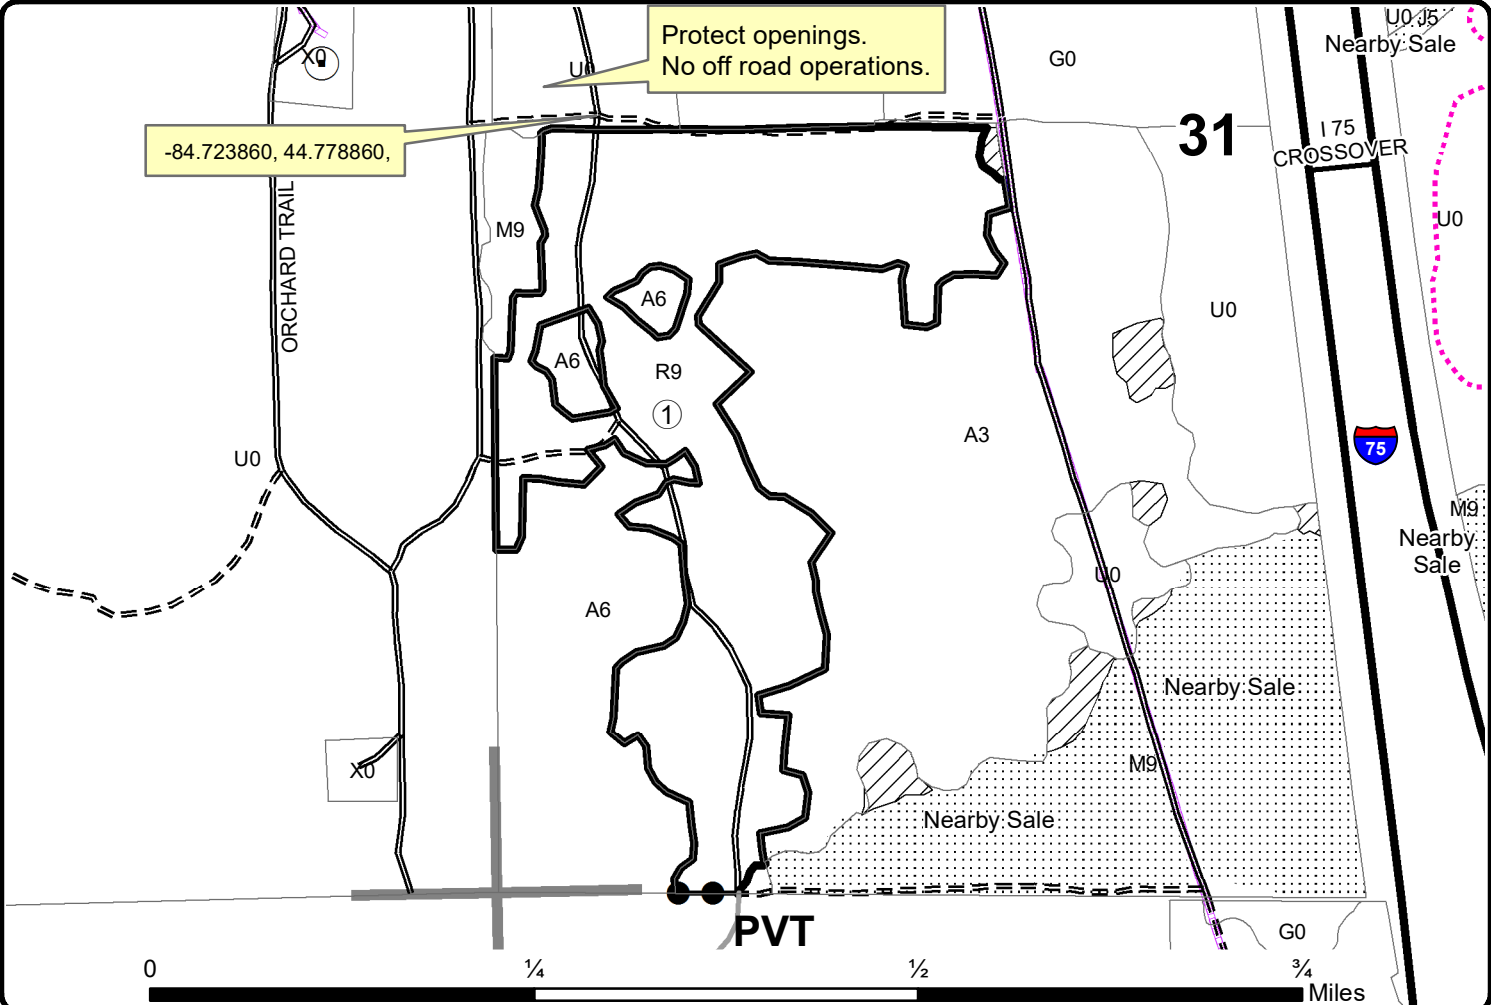 U0 J5
Nearby Sale
Protect openings.
No off road operations.
X0
U0
G0
31
I 75
CROSSOVER
-84.723860, 44.778860,
ORCHARD TRAIL
M9
U0
A6
U0
A6
R9
1
A3
75
U0
M9
Nearby
Sale
U0
A6
Nearby Sale
X0
M9
Nearby Sale
PVT
G0
0
¼
½
¾
Miles